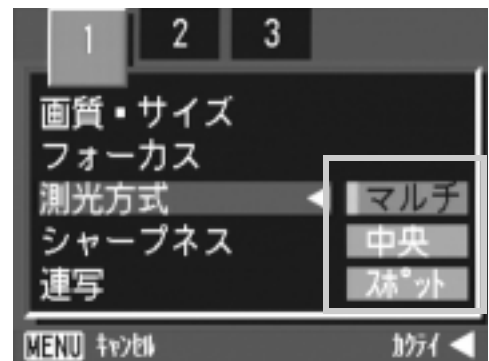 1 2 3
画質・サイズ
フォーカス
測光方式 ◀ マルチ
シャープネス 中央
連写 スポット
MENU キャンセル カクテイ ◀